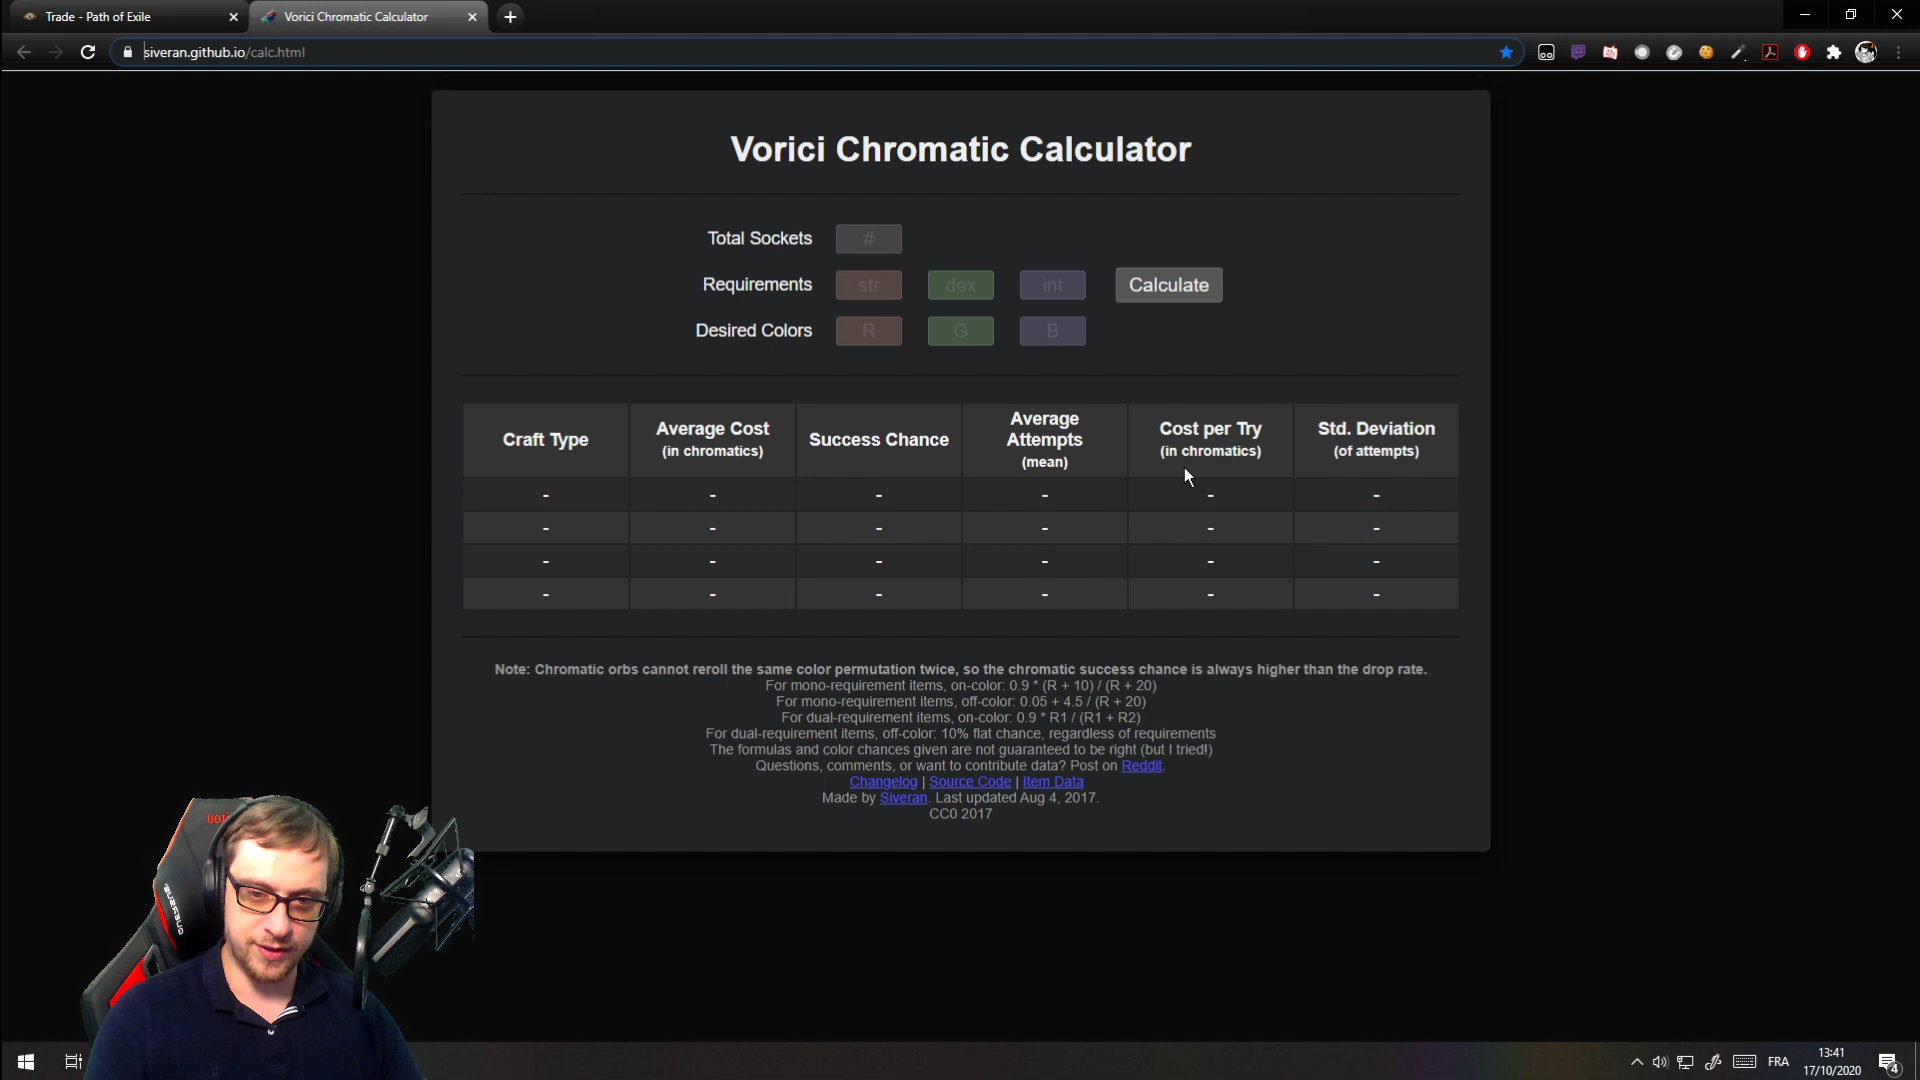 Trade - Path of Exile
Vorici Chromatic Calculator
siveran.github.io/calc.html
Vorici Chromatic Calculator
Total Sockets
#
Requirements
str
dex
int
Calculate
Desired Colors
R
G
B
Craft Type
Average Cost
(in chromatics)
Success Chance
Average
Attempts
(mean)
Cost per Try
(in chromatics)
Std. Deviation
(of attempts)
- - - - - -
- - - - - -
- - - - - -
- - - - - -
Note: Chromatic orbs cannot reroll the same color permutation twice, so the chromatic success chance is always higher than the drop rate.
For mono-requirement items, on-color: 0.9 * (R + 10) / (R + 20)
For mono-requirement items, off-color: 0.05 + 4.5 / (R + 20)
For dual-requirement items, on-color: 0.9 * R1 / (R1 + R2)
For dual-requirement items, off-color: 10% flat chance, regardless of requirements
The formulas and color chances given are not guaranteed to be right (but I tried!)
Questions, comments, or want to contribute data? Post on Reddit.
Changelog | Source Code | Item Data
Made by Siveran. Last updated Aug 4, 2017.
CC0 2017
FRA
13:41
17/10/2020
4